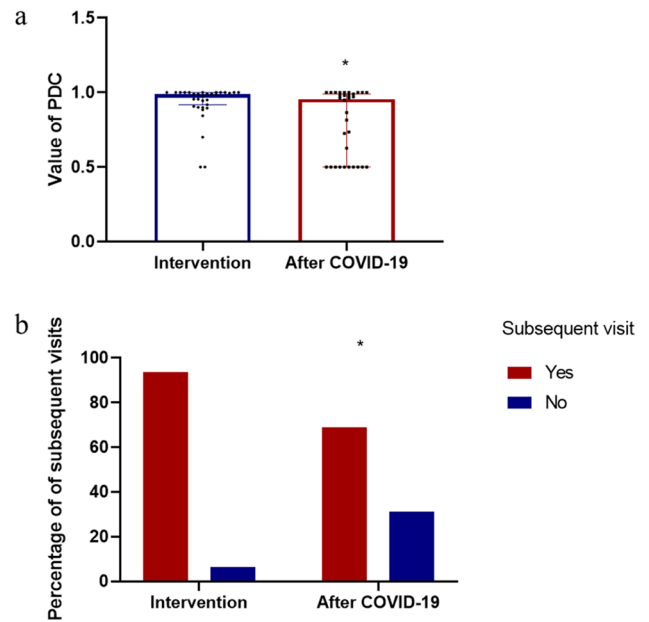 a
Value of PDC
1.5
1.0
0.5
0.0
*
Intervention
After COVID-19
b
Percentage of of subsequent visits
100
80
60
40
20
0
*
Intervention
After COVID-19
Subsequent visit
Yes
No